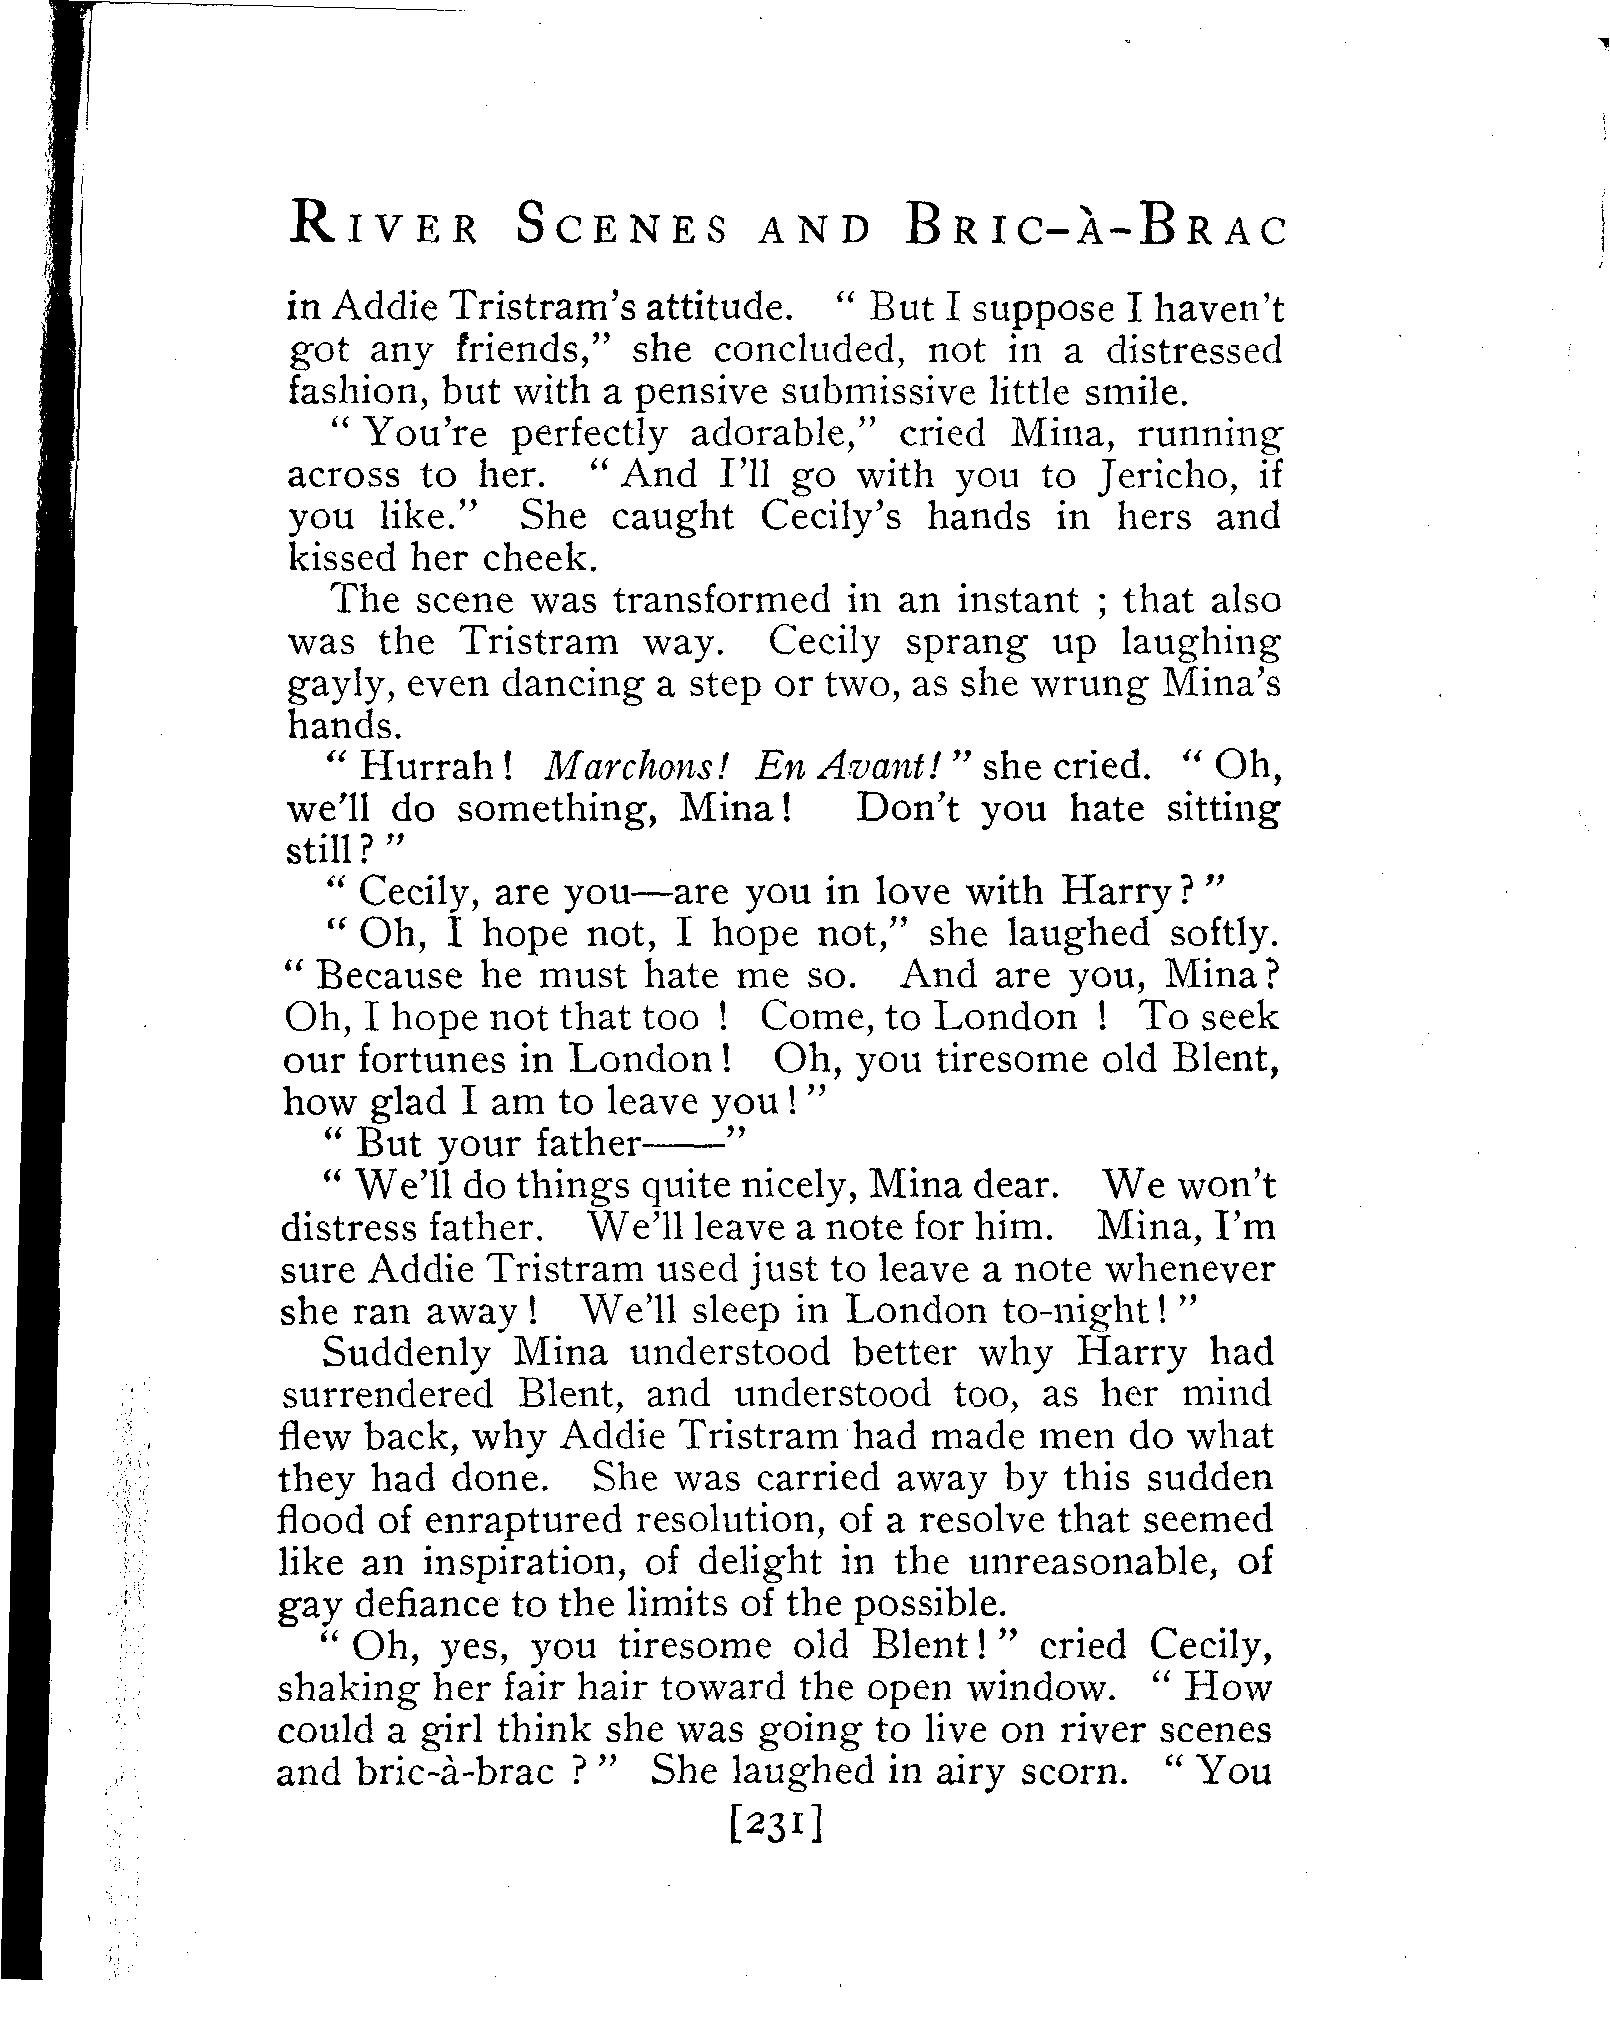 River Scenes and Bric-à-Brac
in Addie Tristram's attitude. " But I suppose I haven't
got any friends," she concluded, not in a distressed
fashion, but with a pensive submissive little smile.
" You're perfectly adorable," cried Mina, running
across to her. " And I'll go with you to Jericho, if
you like." She caught Cecily's hands in hers and
kissed her cheek.
The scene was transformed in an instant ; that also
was the Tristram way. Cecily sprang up laughing
gayly, even dancing a step or two, as she wrung Mina's
hands.
" Hurrah! Marchons! En Avant! " she cried. " Oh,
we'll do something, Mina! Don't you hate sitting
still? "
" Cecily, are you—are you in love with Harry? "
" Oh, I hope not, I hope not," she laughed softly.
" Because he must hate me so. And are you, Mina?
Oh, I hope not that too ! Come, to London ! To seek
our fortunes in London! Oh, you tiresome old Blent,
how glad I am to leave you! "
" But your father——"
" We'll do things quite nicely, Mina dear. We won't
distress father. We'll leave a note for him. Mina, I'm
sure Addie Tristram used just to leave a note whenever
she ran away! We'll sleep in London to-night! "
Suddenly Mina understood better why Harry had
surrendered Blent, and understood too, as her mind
flew back, why Addie Tristram had made men do what
they had done. She was carried away by this sudden
flood of enraptured resolution, of a resolve that seemed
like an inspiration, of delight in the unreasonable, of
gay defiance to the limits of the possible.
" Oh, yes, you tiresome old Blent! " cried Cecily,
shaking her fair hair toward the open window. " How
could a girl think she was going to live on river scenes
and bric-à-brac ? " She laughed in airy scorn. " You
[231]